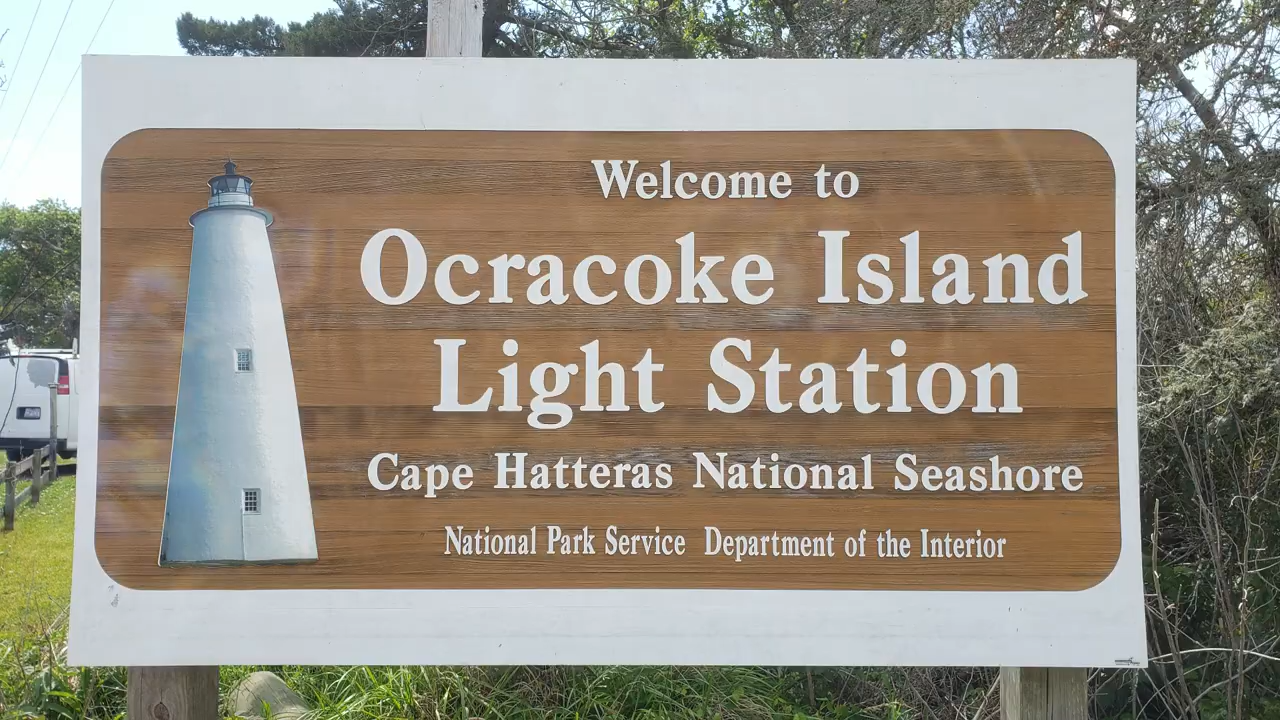 Welcome to
Ocracoke Island
Light Station
Cape Hatteras National Seashore
National Park Service Department of the Interior